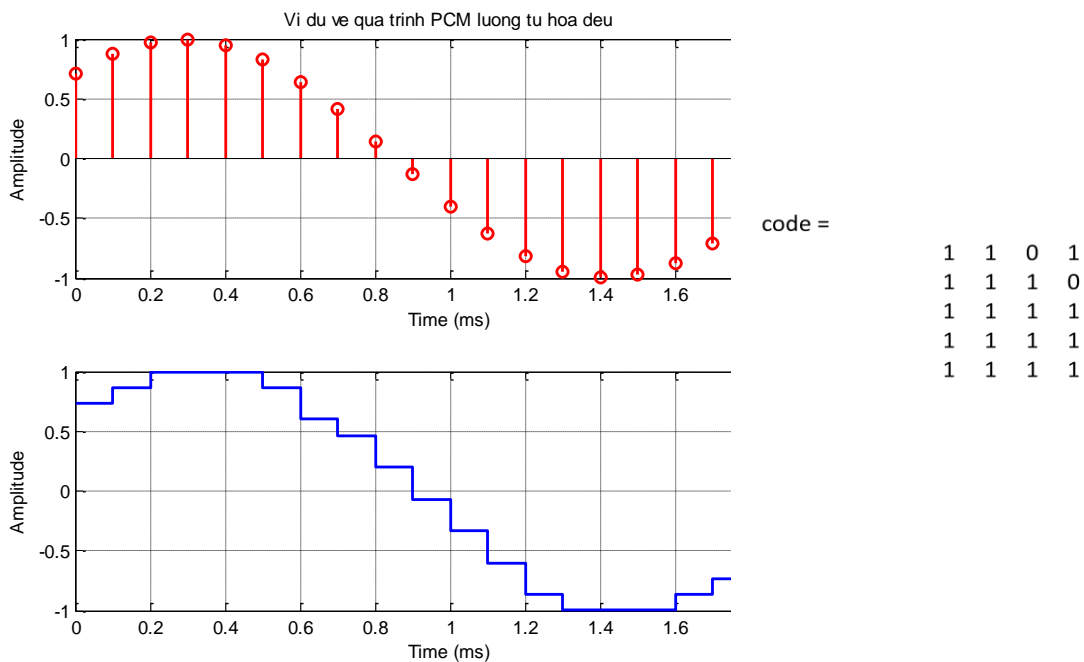 Vi du ve qua trinh PCM luong tu hoa deu
1
0.5
0
-0.5
-1
Amplitude
0 0.2 0.4 0.6 0.8 1 1.2 1.4 1.6
Time (ms)
1
0.5
0
-0.5
-1
Amplitude
0 0.2 0.4 0.6 0.8 1 1.2 1.4 1.6
Time (ms)
code =
1 1 0 1
1 1 1 0
1 1 1 1
1 1 1 1
1 1 1 1